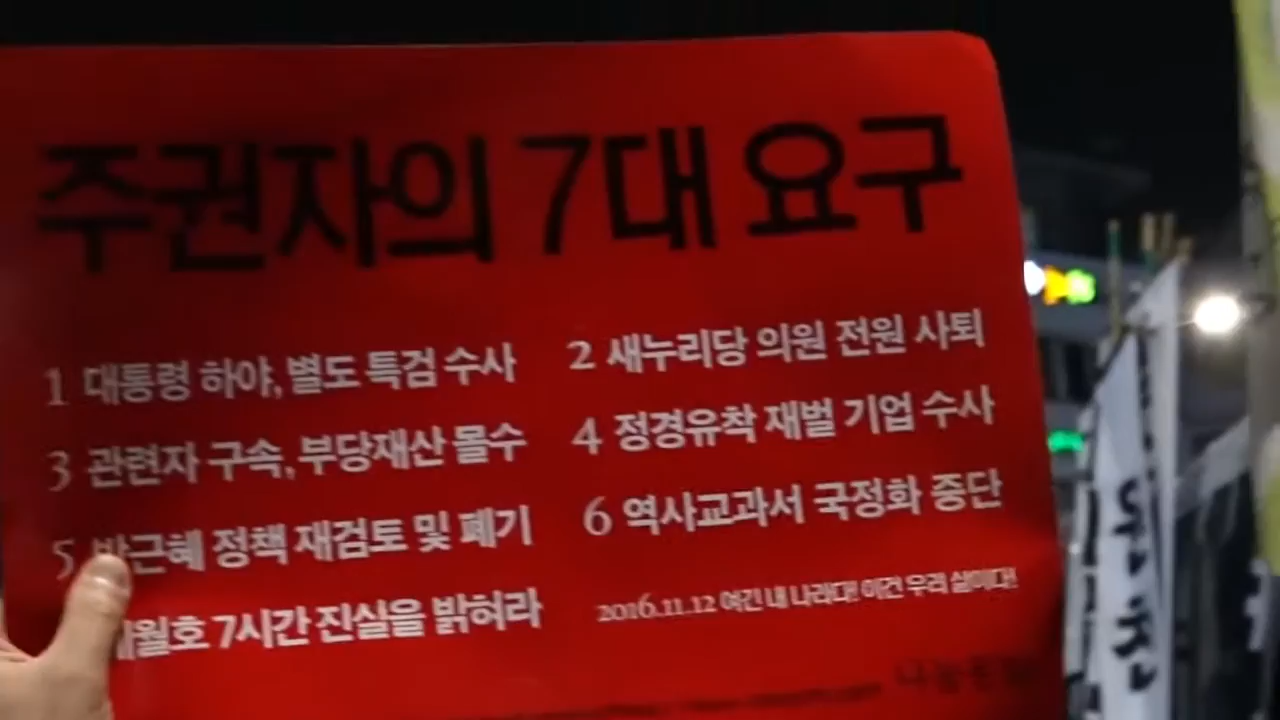 주권자의 7대 요구
1 대통령 하야, 별도 특검 수사
2 새누리당 의원 전원 사퇴
3 관련자 구속, 부당재산 몰수
4 정경유착 재벌 기업 수사
5 박근혜 정책 재검토 및 폐기
6 역사교과서 국정화 중단
세월호 7시간 진실을 밝혀라
2016.11.12 여긴 내 나라다! 이건 우리 삶이다!